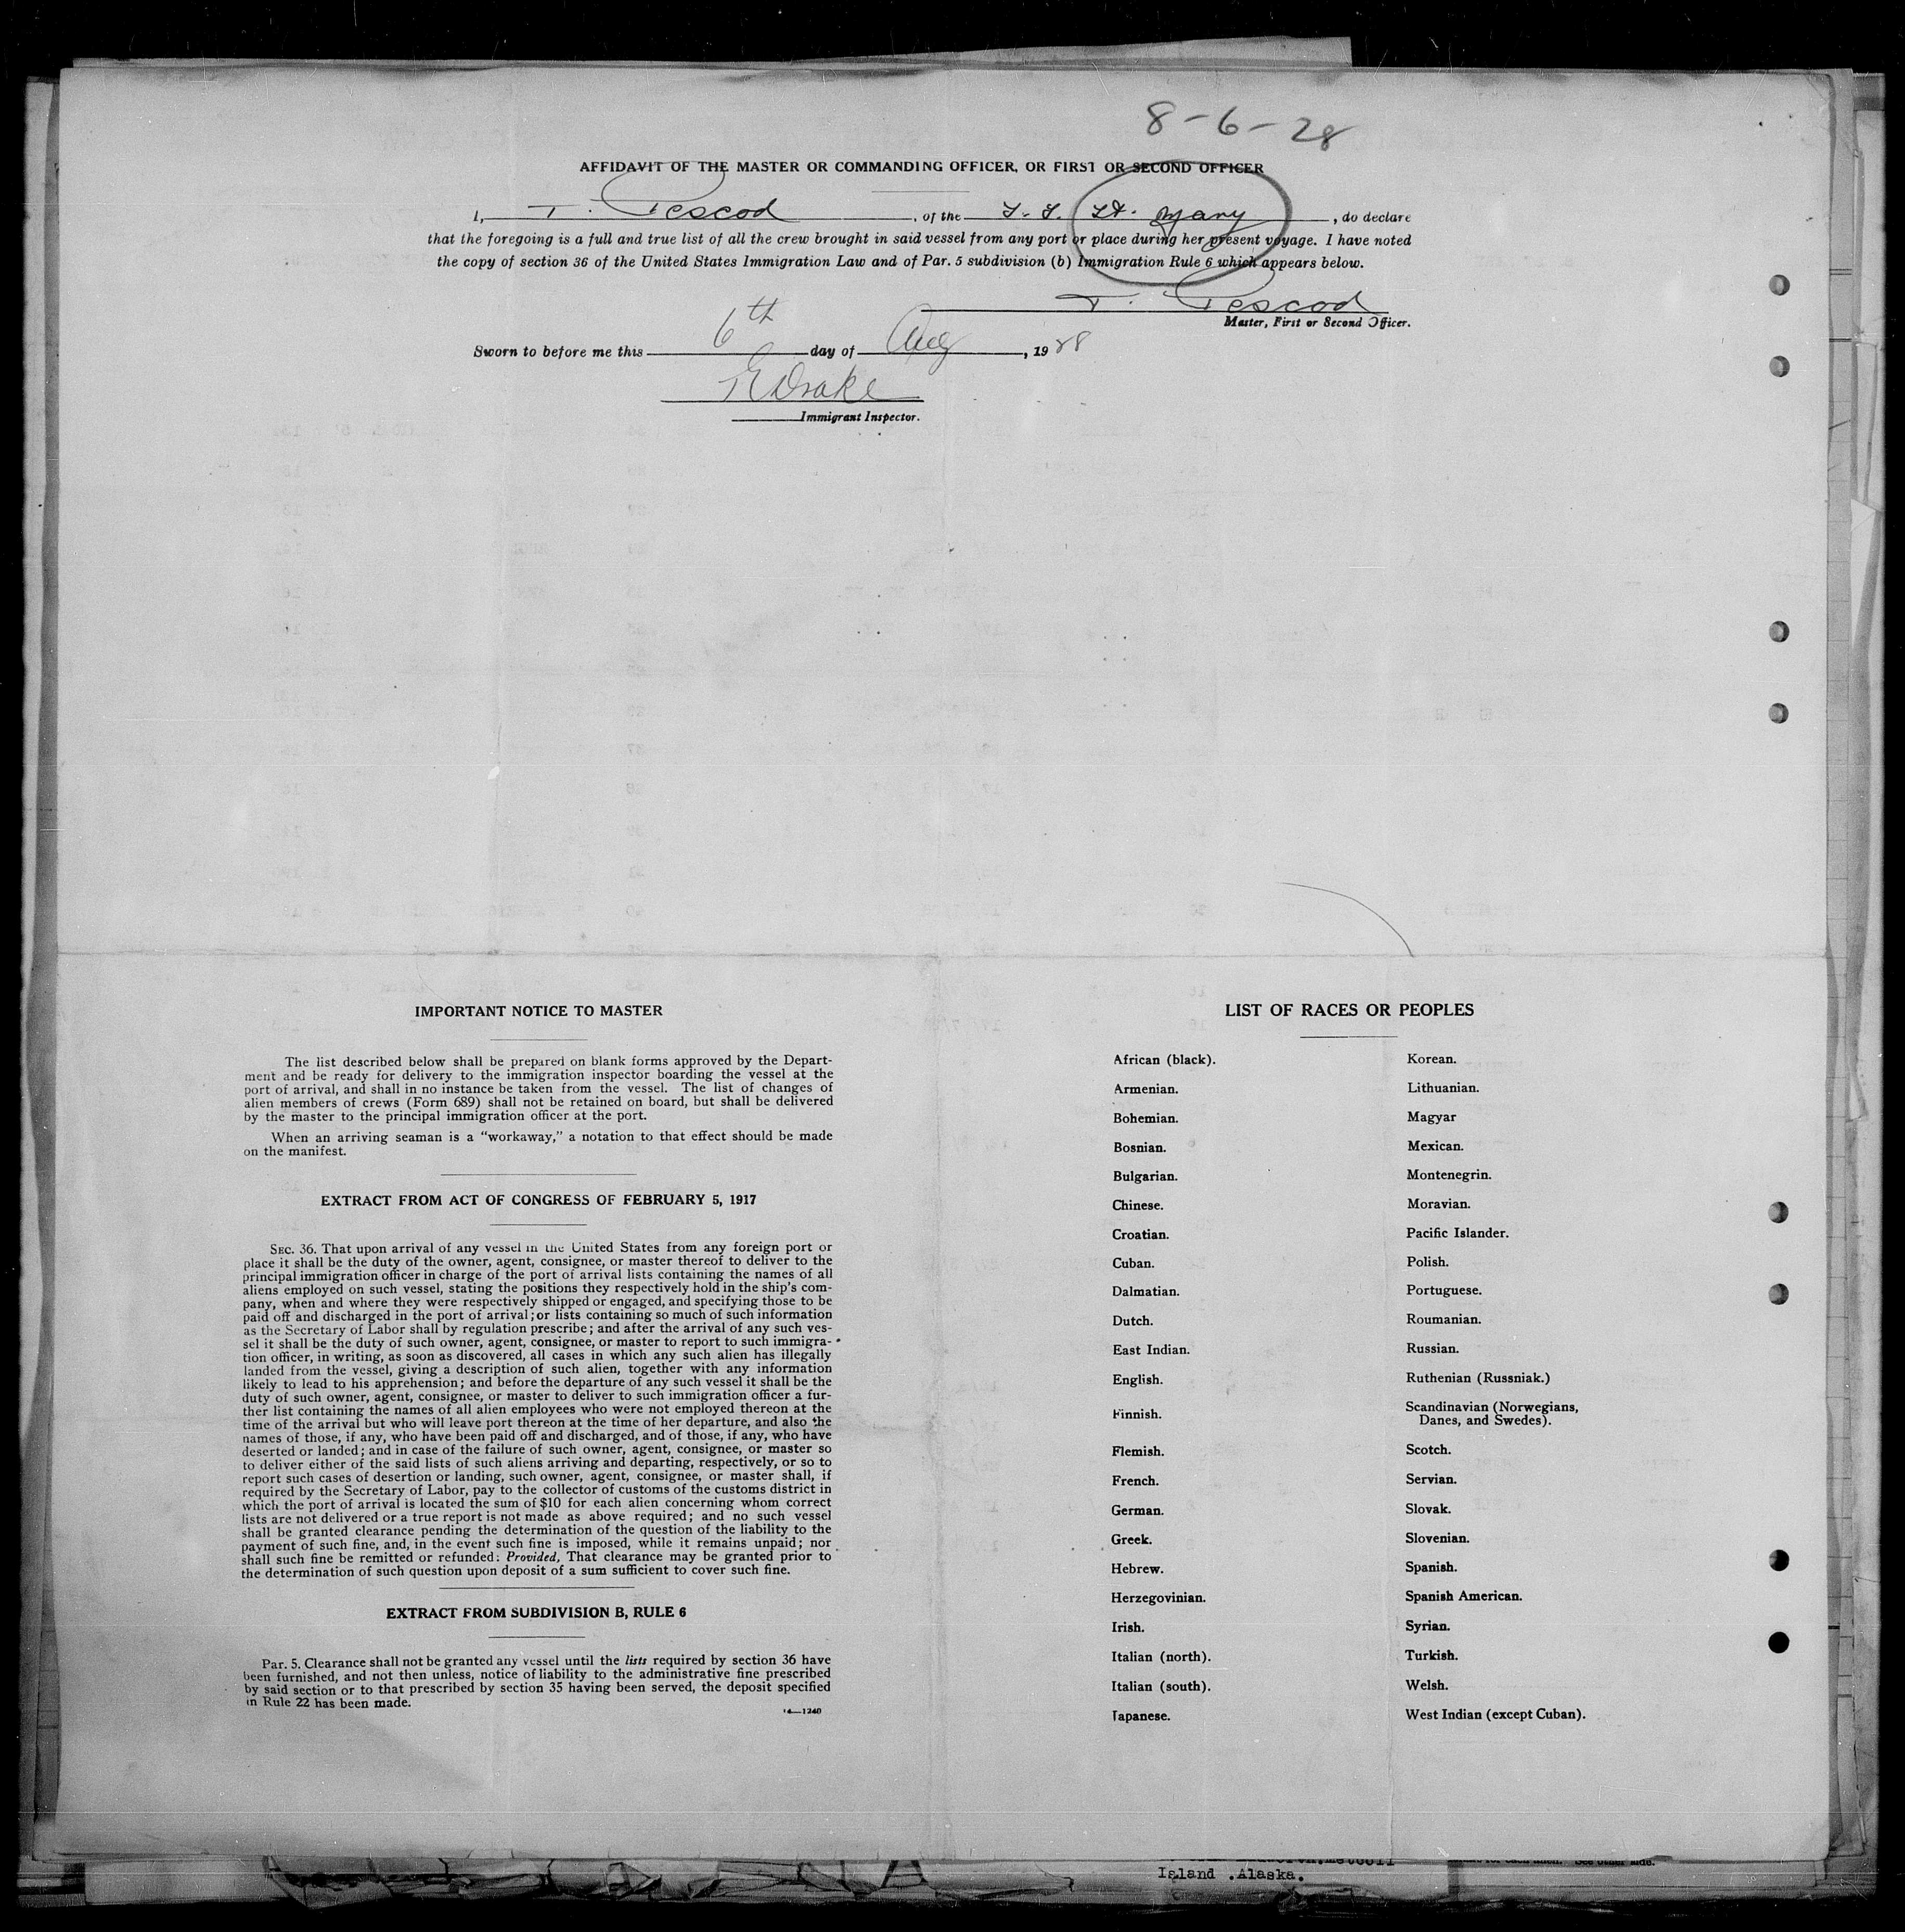 8-6-28
AFFIDAVIT OF THE MASTER OR COMMANDING OFFICER, OR FIRST OR SECOND OFFICER
I, T. Pescod, of the S.S. St. Mary, do declare
that the foregoing is a full and true list of all the crew brought in said vessel from any port or place during her present voyage. I have noted
the copy of section 36 of the United States Immigration Law and of Par. 5 subdivision (b) Immigration Rule 6 which appears below.
T. Pescod
Master, First or Second Officer.
Sworn to before me this 6th day of Aug, 1928
Drake
Immigrant Inspector.
IMPORTANT NOTICE TO MASTER
The list described below shall be prepared on blank forms approved by the Depart-
ment and be ready for delivery to the immigration inspector boarding the vessel at the
port of arrival, and shall in no instance be taken from the vessel. The list of changes of
alien members of crews (Form 689) shall not be retained on board, but shall be delivered
by the master to the principal immigration officer at the port.
When an arriving seaman is a "workaway," a notation to that effect should be made
on the manifest.
EXTRACT FROM ACT OF CONGRESS OF FEBRUARY 5, 1917
SEC. 36. That upon arrival of any vessel in the United States from any foreign port or
place it shall be the duty of the owner, agent, consignee, or master thereof to deliver to the
principal immigration officer in charge of the port of arrival lists containing the names of all
aliens employed on such vessel, stating the positions they respectively hold in the ship's com-
pany, when and where they were respectively shipped or engaged, and specifying those to be
paid off and discharged in the port of arrival; or lists containing so much of such information
as the Secretary of Labor shall by regulation prescribe; and after the arrival of any such ves-
sel it shall be the duty of such owner, agent, consignee, or master to report to such immigra-
tion officer, in writing, as soon as discovered, all cases in which any such alien has illegally
landed from the vessel, giving a description of such alien, together with any information
likely to lead to his apprehension; and before the departure of any such vessel it shall be the
duty of such owner, agent, consignee, or master to deliver to such immigration officer a fur-
ther list containing the names of all alien employees who were not employed thereon at the
time of the arrival but who will leave port thereon at the time of her departure, and also the
names of those, if any, who have been paid off and discharged, and of those, if any, who have
deserted or landed; and in case of the failure of such owner, agent, consignee, or master so
to deliver either of the said lists of such aliens arriving and departing, respectively, or so to
report such cases of desertion or landing, such owner, agent, consignee, or master shall, if
required by the Secretary of Labor, pay to the collector of customs of the customs district in
which the port of arrival is located the sum of $10 for each alien concerning whom correct
lists are not delivered or a true report is not made as above required; and no such vessel
shall be granted clearance pending the determination of the question of the liability to the
payment of such fine, and, in the event such fine is imposed, while it remains unpaid; nor
shall such fine be remitted or refunded: Provided, That clearance may be granted prior to
the determination of such question upon deposit of a sum sufficient to cover such fine.
EXTRACT FROM SUBDIVISION B, RULE 6
Par. 5. Clearance shall not be granted any vessel until the lists required by section 36 have
been furnished, and not then unless, notice of liability to the administrative fine prescribed
by said section or to that prescribed by section 35 having been served, the deposit specified
in Rule 22 has been made.
14—1240
LIST OF RACES OR PEOPLES
African (black).
Armenian.
Bohemian.
Bosnian.
Bulgarian.
Chinese.
Croatian.
Cuban.
Dalmatian.
Dutch.
East Indian.
English.
Finnish.
Flemish.
French.
German.
Greek.
Hebrew.
Herzegovinian.
Irish.
Italian (north).
Italian (south).
Japanese.
Korean.
Lithuanian.
Magyar
Mexican.
Montenegrin.
Moravian.
Pacific Islander.
Polish.
Portuguese.
Roumanian.
Russian.
Ruthenian (Russniak.)
Scandinavian (Norwegians,
Danes, and Swedes).
Scotch.
Servian.
Slovak.
Slovenian.
Spanish.
Spanish American.
Syrian.
Turkish.
Welsh.
West Indian (except Cuban).
Island .Alaska.